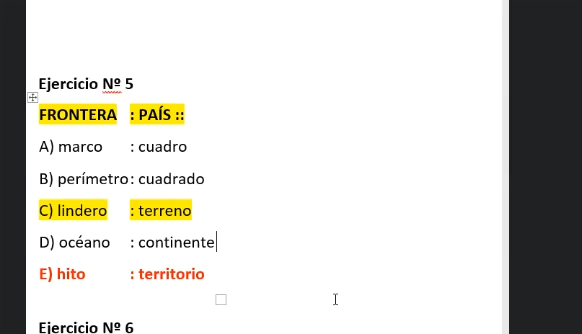 Ejercicio Nº 5
FRONTERA : PAÍS ::
A) marco : cuadro
B) perímetro : cuadrado
C) lindero : terreno
D) océano : continente
E) hito : territorio
Ejercicio Nº 6